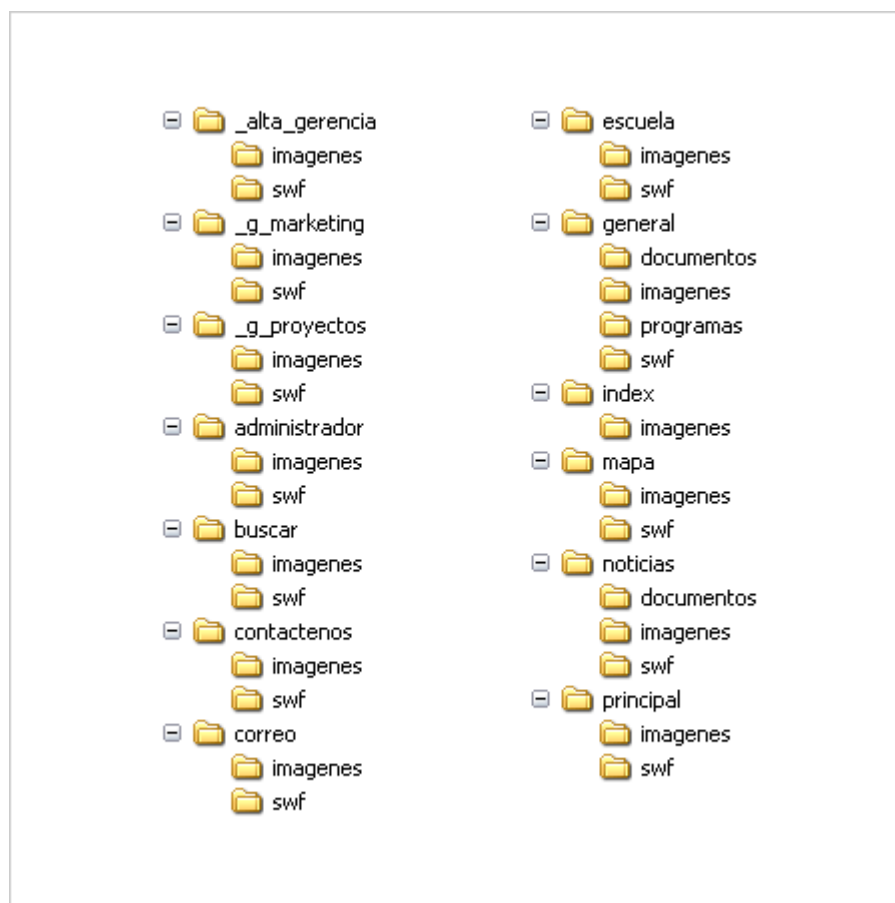 _alta_gerencia
imagenes
swf
_g_marketing
imagenes
swf
_g_proyectos
imagenes
swf
administrador
imagenes
swf
buscar
imagenes
swf
contactenos
imagenes
swf
correo
imagenes
swf
escuela
imagenes
swf
general
documentos
imagenes
programas
swf
index
imagenes
mapa
imagenes
swf
noticias
documentos
imagenes
swf
principal
imagenes
swf